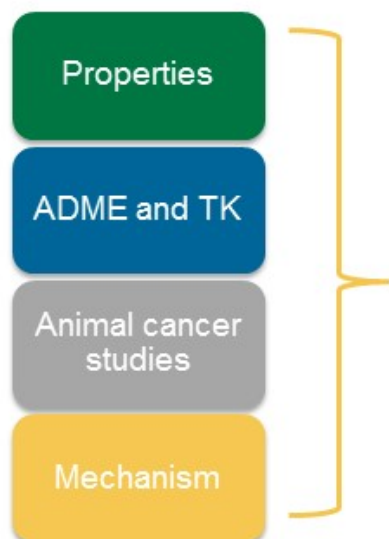 Properties
ADME and TK
Animal cancer
studies
Mechanism